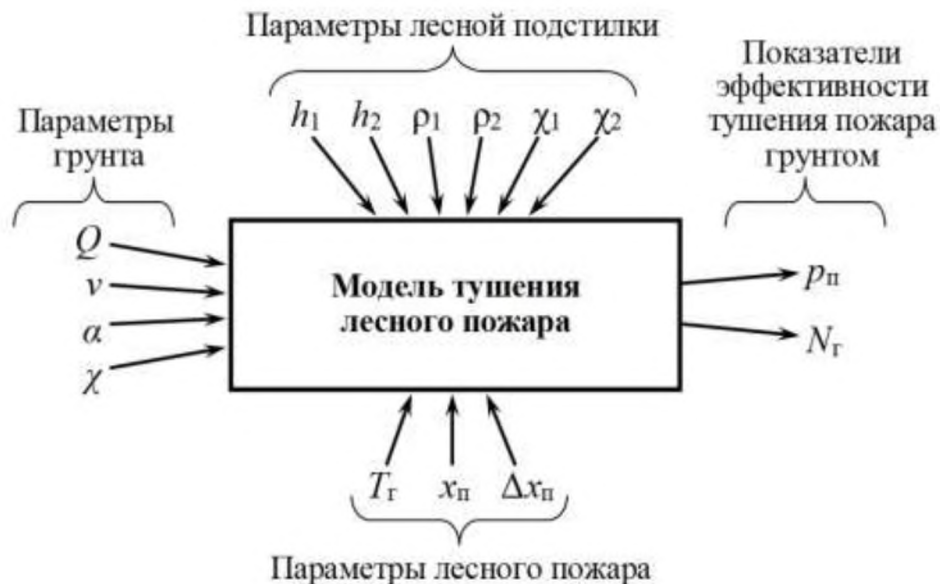 Параметры лесной подстилки
h₁ h₂ ρ₁ ρ₂ χ₁ χ₂
Показатели
эффективности
тушения пожара
грунтом
Параметры
грунта
Q
v
α
χ
Модель тушения
лесного пожара
pп
Nг
Tг xп Δxп
Параметры лесного пожара